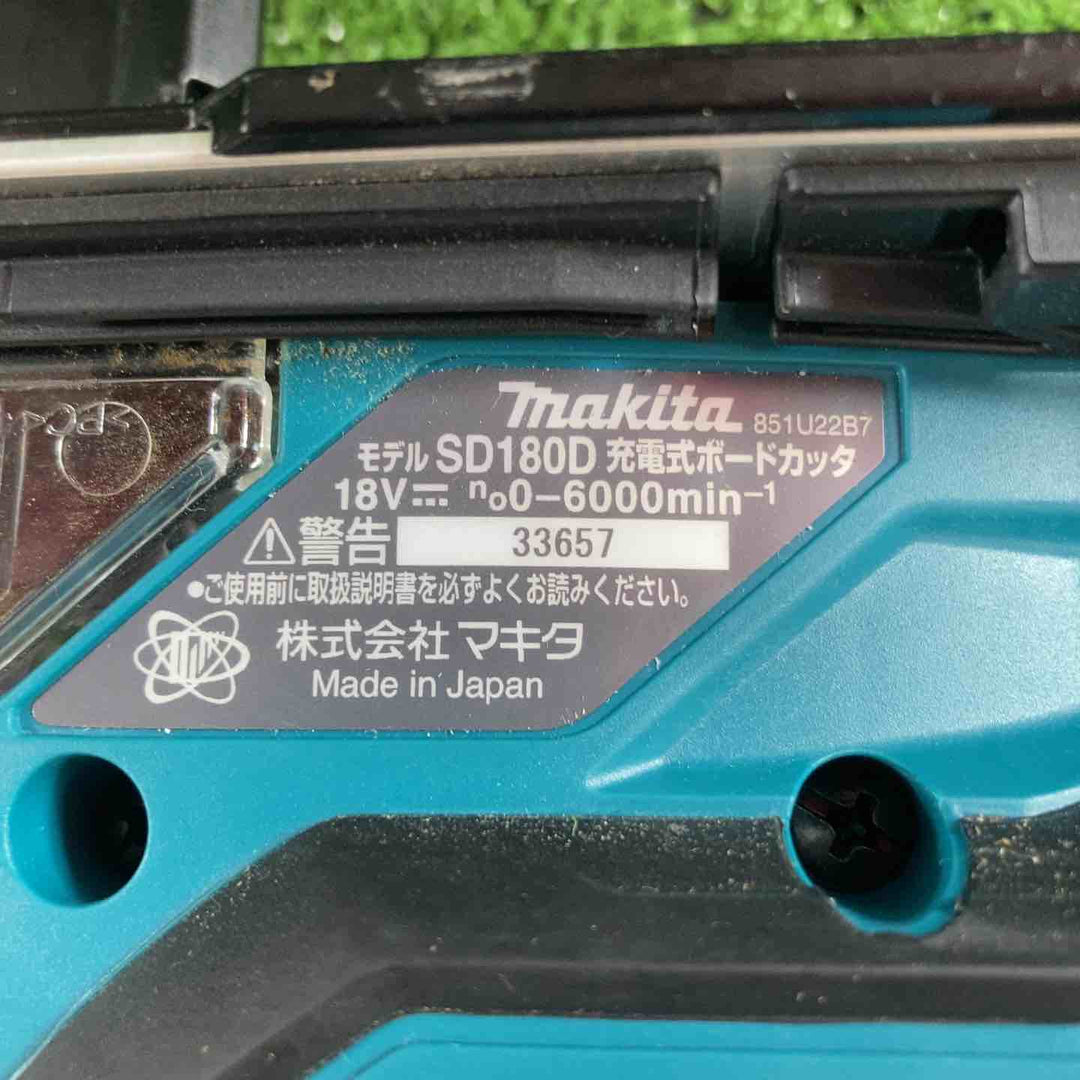 makita 851U22B7
モデル SD180D 充電式ボードカッタ
18V⎓ n₀0-6000min⁻¹
⚠警告 33657
●ご使用前に取扱説明書を必ずよくお読みください。
株式会社 マキタ
Made in Japan
>PC<